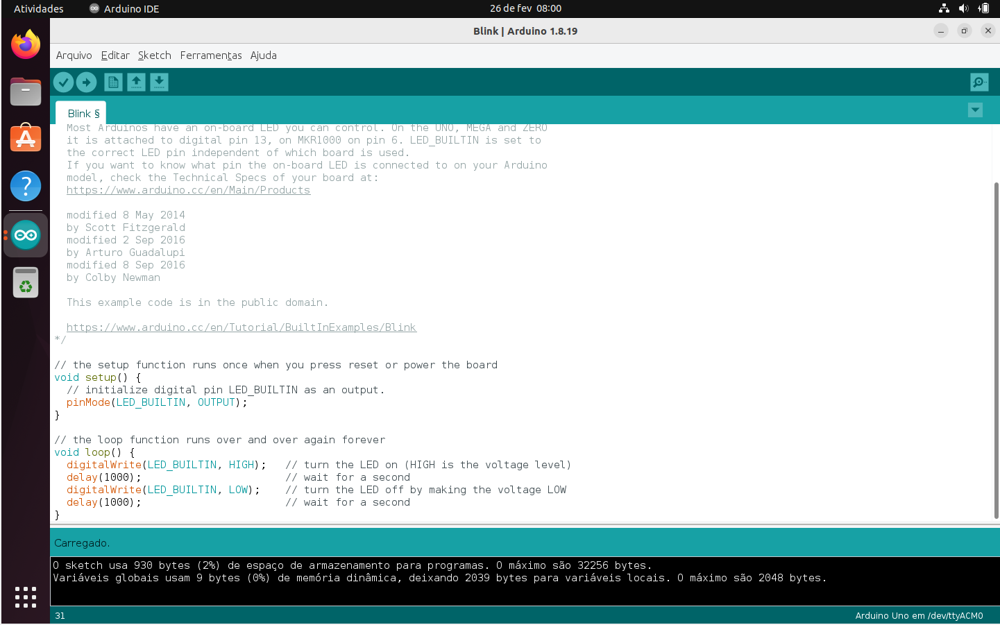 Atividades
Arduino IDE
26 de fev 08:00
Blink | Arduino 1.8.19
Arquivo Editar Sketch Ferramentas Ajuda
Blink §
Most Arduinos have an on-board LED you can control. On the UNO, MEGA and ZERO
it is attached to digital pin 13, on MKR1000 on pin 6. LED_BUILTIN is set to
the correct LED pin independent of which board is used.
If you want to know what pin the on-board LED is connected to on your Arduino
model, check the Technical Specs of your board at:
https://www.arduino.cc/en/Main/Products
modified 8 May 2014
by Scott Fitzgerald
modified 2 Sep 2016
by Arturo Guadalupi
modified 8 Sep 2016
by Colby Newman
This example code is in the public domain.
https://www.arduino.cc/en/Tutorial/BuiltInExamples/Blink
*/
// the setup function runs once when you press reset or power the board
void setup() {
// initialize digital pin LED_BUILTIN as an output.
pinMode(LED_BUILTIN, OUTPUT);
}
// the loop function runs over and over again forever
void loop() {
digitalWrite(LED_BUILTIN, HIGH); // turn the LED on (HIGH is the voltage level)
delay(1000); // wait for a second
digitalWrite(LED_BUILTIN, LOW); // turn the LED off by making the voltage LOW
delay(1000); // wait for a second
}
Carregado.
O sketch usa 930 bytes (2%) de espaço de armazenamento para programas. O máximo são 32256 bytes.
Variáveis globais usam 9 bytes (0%) de memória dinâmica, deixando 2039 bytes para variáveis locais. O máximo são 2048 bytes.
31
Arduino Uno em /dev/ttyACM0